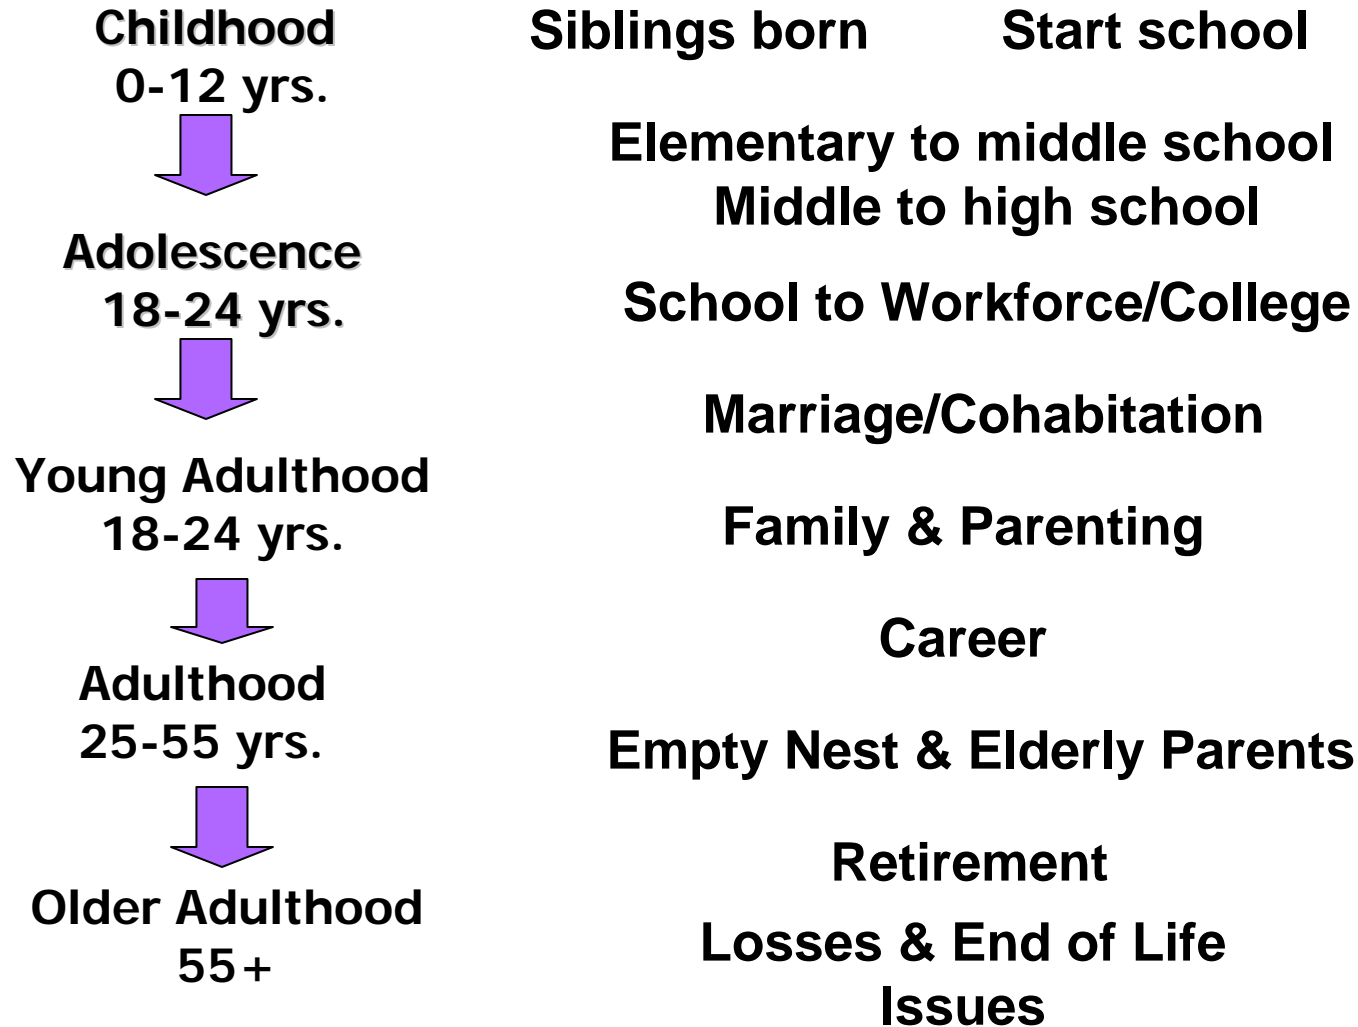 Childhood
0-12 yrs.
Siblings born
Start school
Elementary to middle school
Middle to high school
Adolescence
18-24 yrs.
School to Workforce/College
Marriage/Cohabitation
Young Adulthood
18-24 yrs.
Family & Parenting
Career
Adulthood
25-55 yrs.
Empty Nest & Elderly Parents
Retirement
Older Adulthood
55+
Losses & End of Life
Issues